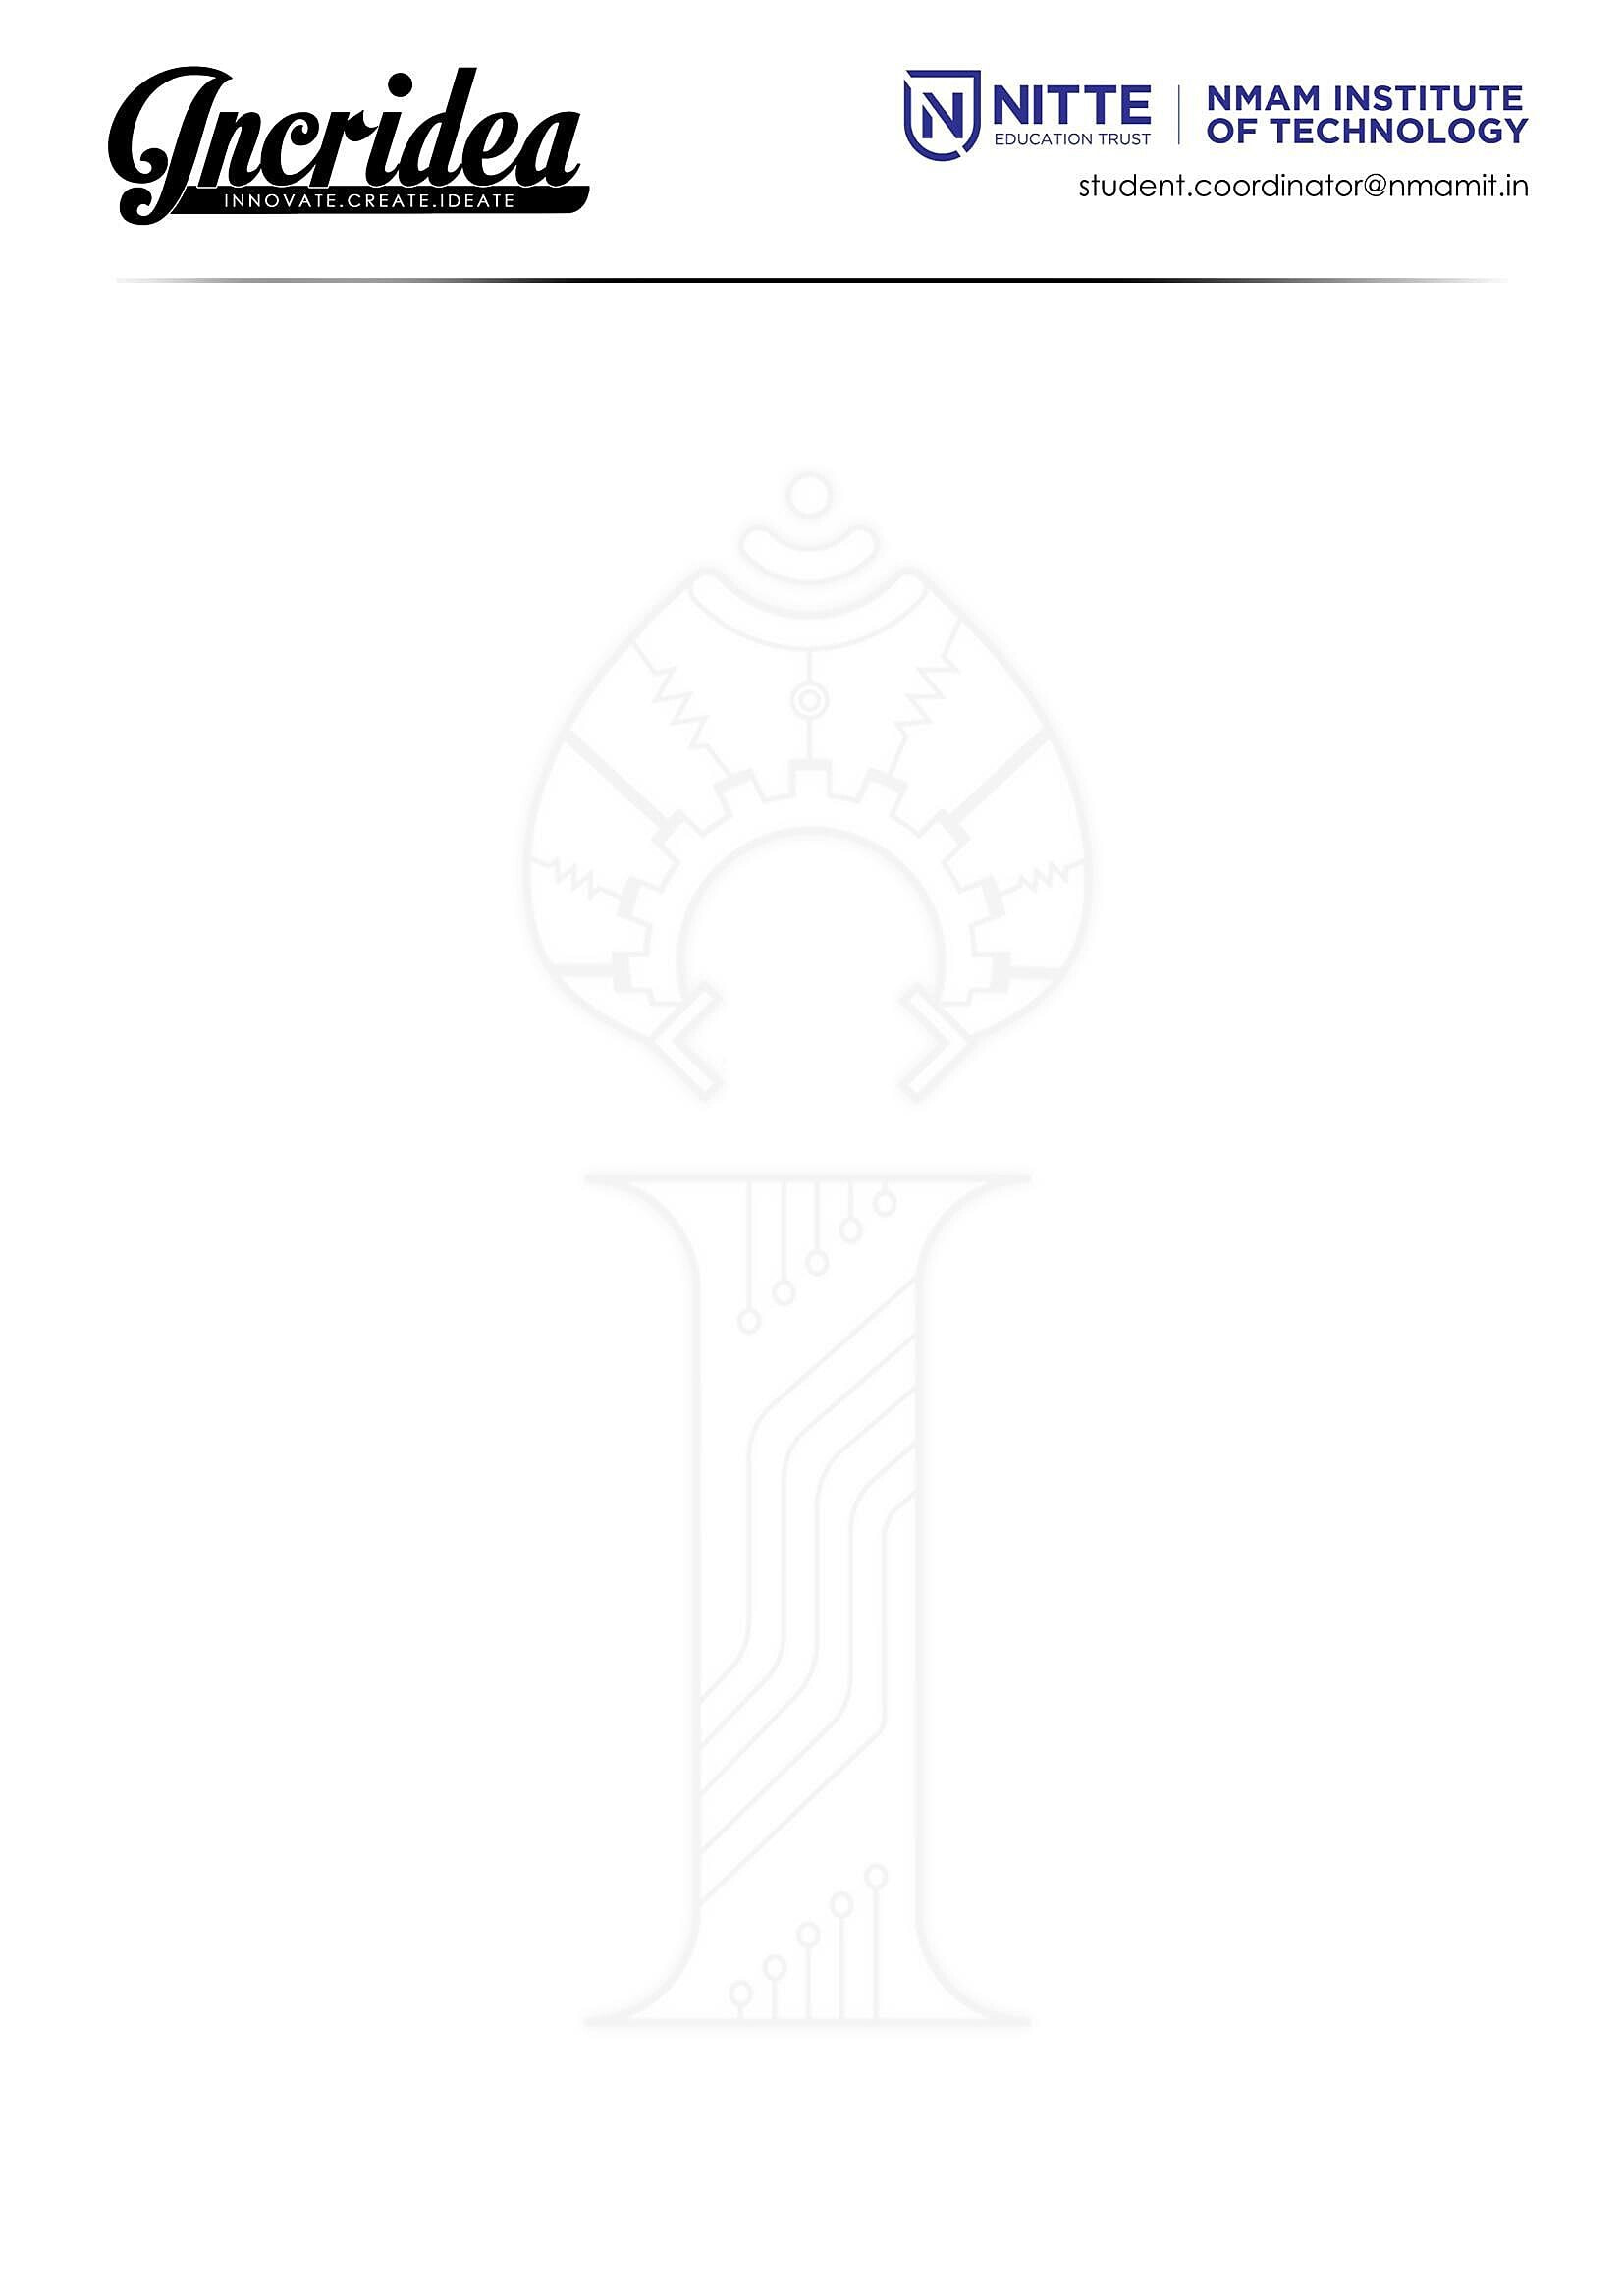 Incridea
INNOVATE.CREATE.IDEATE
NITTE
EDUCATION TRUST
NMAM INSTITUTE
OF TECHNOLOGY
student.coordinator@nmamit.in